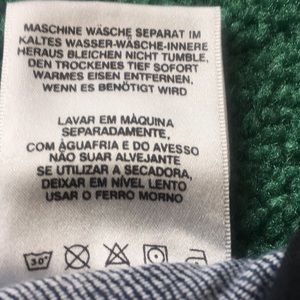 MASCHINE WÄSCHE SEPARAT IM
KALTES WASSER-WÄSCHE-INNERE
HERAUS BLEICHEN NICHT TUMBLE,
DEN TROCKENES TIEF SOFORT
WARMES EISEN ENTFERNEN,
WENN ES BENÖTIGT WIRD
LAVAR EM MÀQUINA
SEPARADAMENTE,
COM ÀGUAFRIA E DO AVESSO
NÃO SUAR ALVEJANTE
SE UTILIZAR A SECADORA,
DEIXAR EM NÍVEL LENTO
USAR O FERRO MORNO
30°